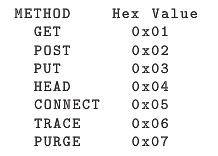 METHOD Hex Value
GET 0x01
POST 0x02
PUT 0x03
HEAD 0x04
CONNECT 0x05
TRACE 0x06
PURGE 0x07